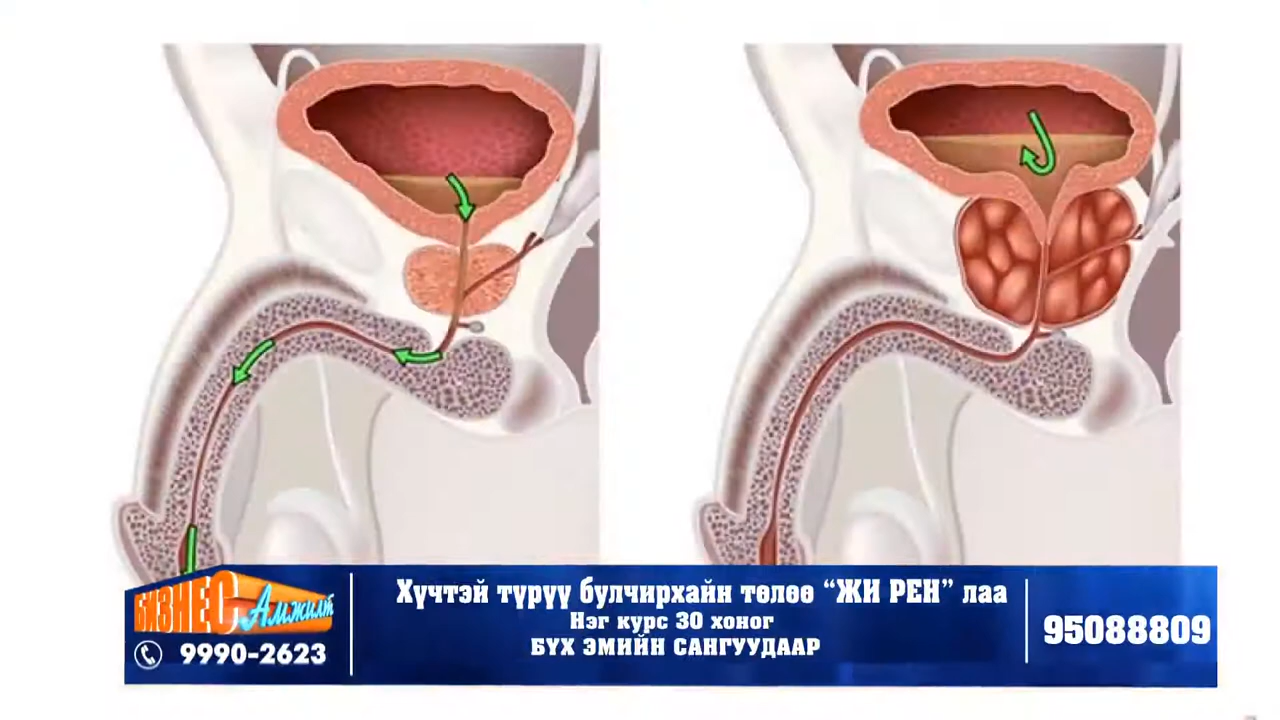 БИЗНЕС
Амжилт
9990-2623
Хүчтэй түрүү булчирхайн төлөө “ЖИ РЕН” лаа
Нэг курс 30 хоног
БҮХ ЭМИЙН САНГУУДААР
95088809